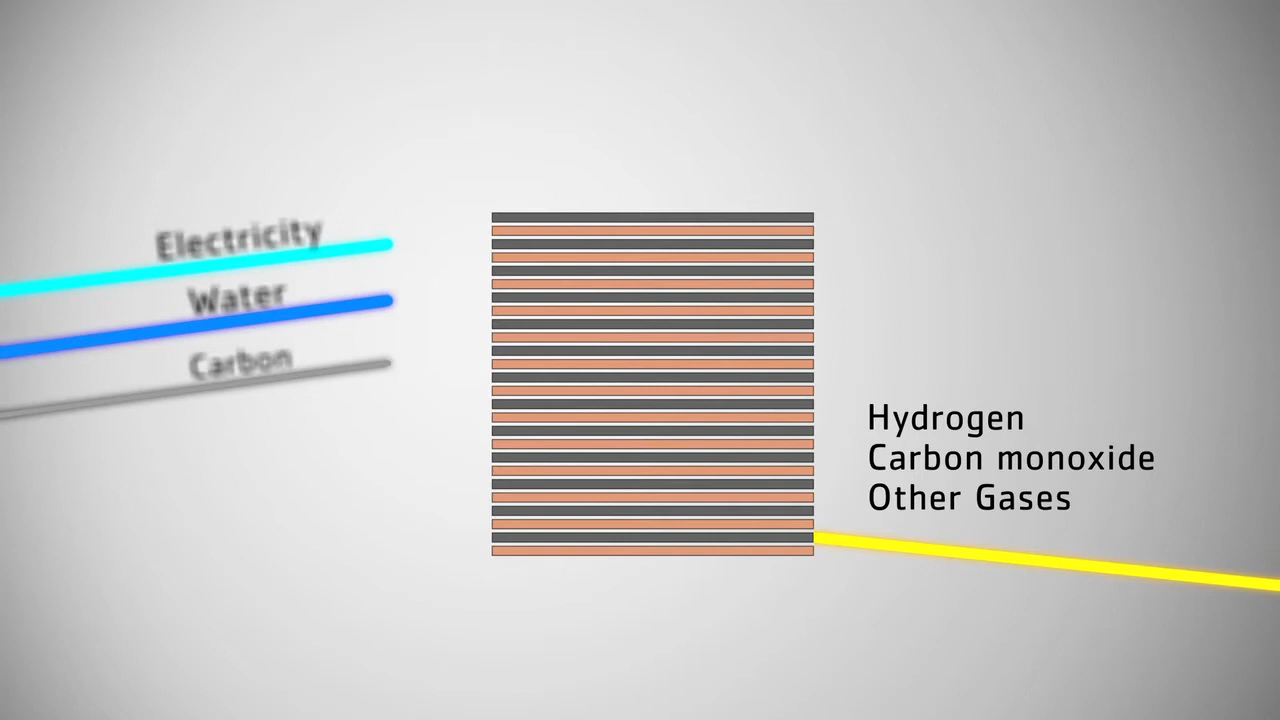 Electricity
Water
Carbon
Hydrogen
Carbon monoxide
Other Gases